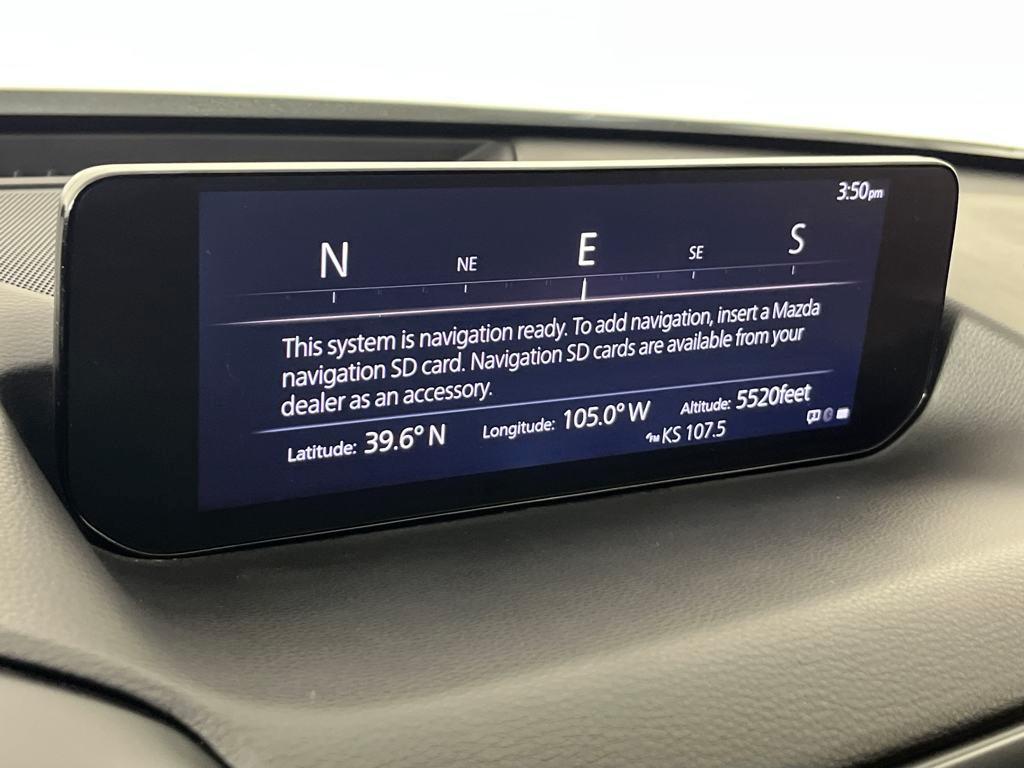 3:50pm
N NE E SE S
This system is navigation ready. To add navigation, insert a Mazda
navigation SD card. Navigation SD cards are available from your
dealer as an accessory.
Latitude: 39.6° N Longitude: 105.0° W Altitude: 5520feet
FM KS 107.5